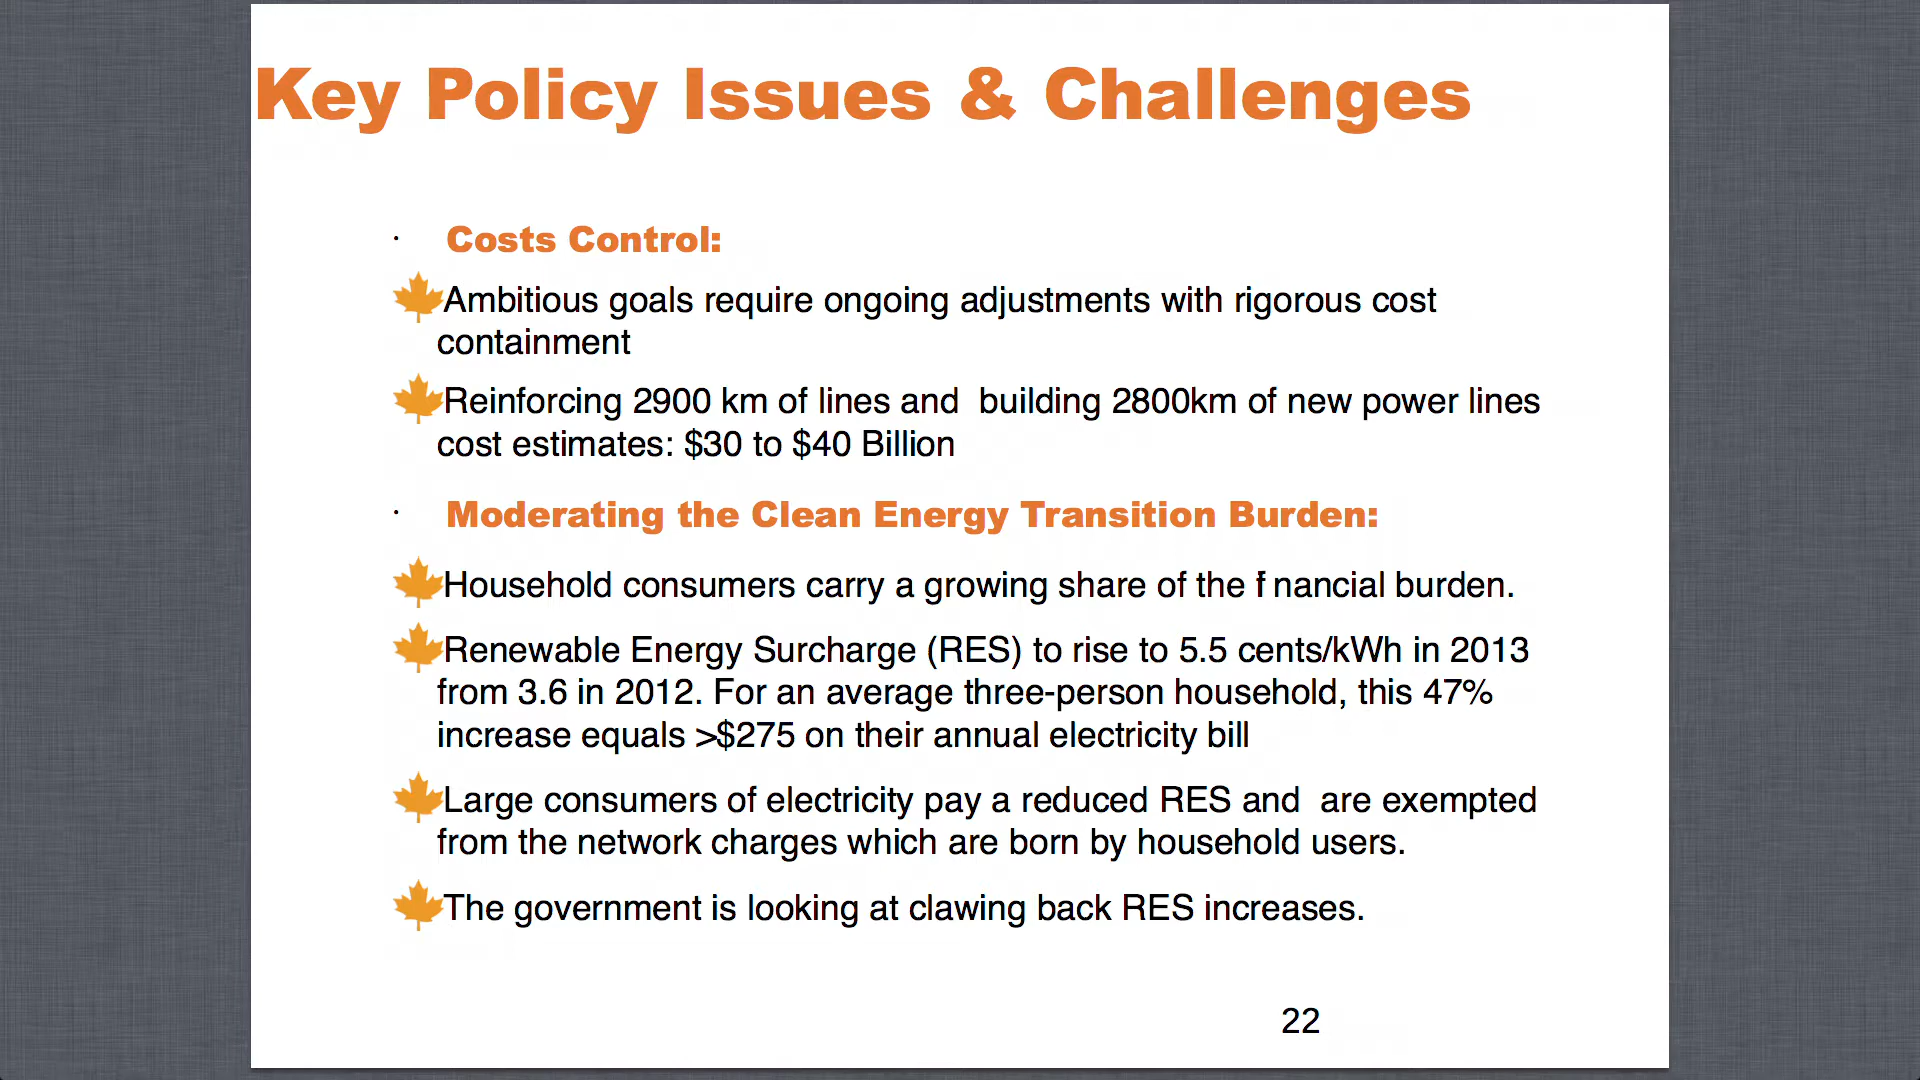 Key Policy Issues & Challenges
· Costs Control:
Ambitious goals require ongoing adjustments with rigorous cost
containment
Reinforcing 2900 km of lines and  building 2800km of new power lines
cost estimates: $30 to $40 Billion
· Moderating the Clean Energy Transition Burden:
Household consumers carry a growing share of the f nancial burden.
Renewable Energy Surcharge (RES) to rise to 5.5 cents/kWh in 2013
from 3.6 in 2012. For an average three-person household, this 47%
increase equals >$275 on their annual electricity bill
Large consumers of electricity pay a reduced RES and  are exempted
from the network charges which are born by household users.
The government is looking at clawing back RES increases.
22